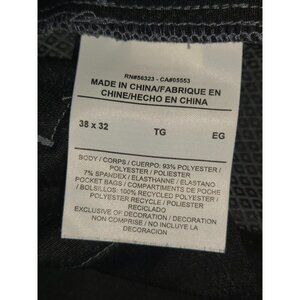 RN#56323 - CA#05553
MADE IN CHINA/FABRIQUE EN
CHINE/HECHO EN CHINA
38 x 32 TG EG
BODY / CORPS / CUERPO: 93% POLYESTER /
POLYESTER / POLIESTER
7% SPANDEX / ELASTHANNE / ELASTANO
POCKET BAGS / COMPARTIMENTS DE POCHE
/ BOLSILLOS: 100% RECYCLED POLYESTER /
POLYESTER RECYCLE / POLIESTER
RECICLADO
EXCLUSIVE OF DECORATION / DECORATION
NON COMPRISE / NO INCLUYE LA
DECORACION